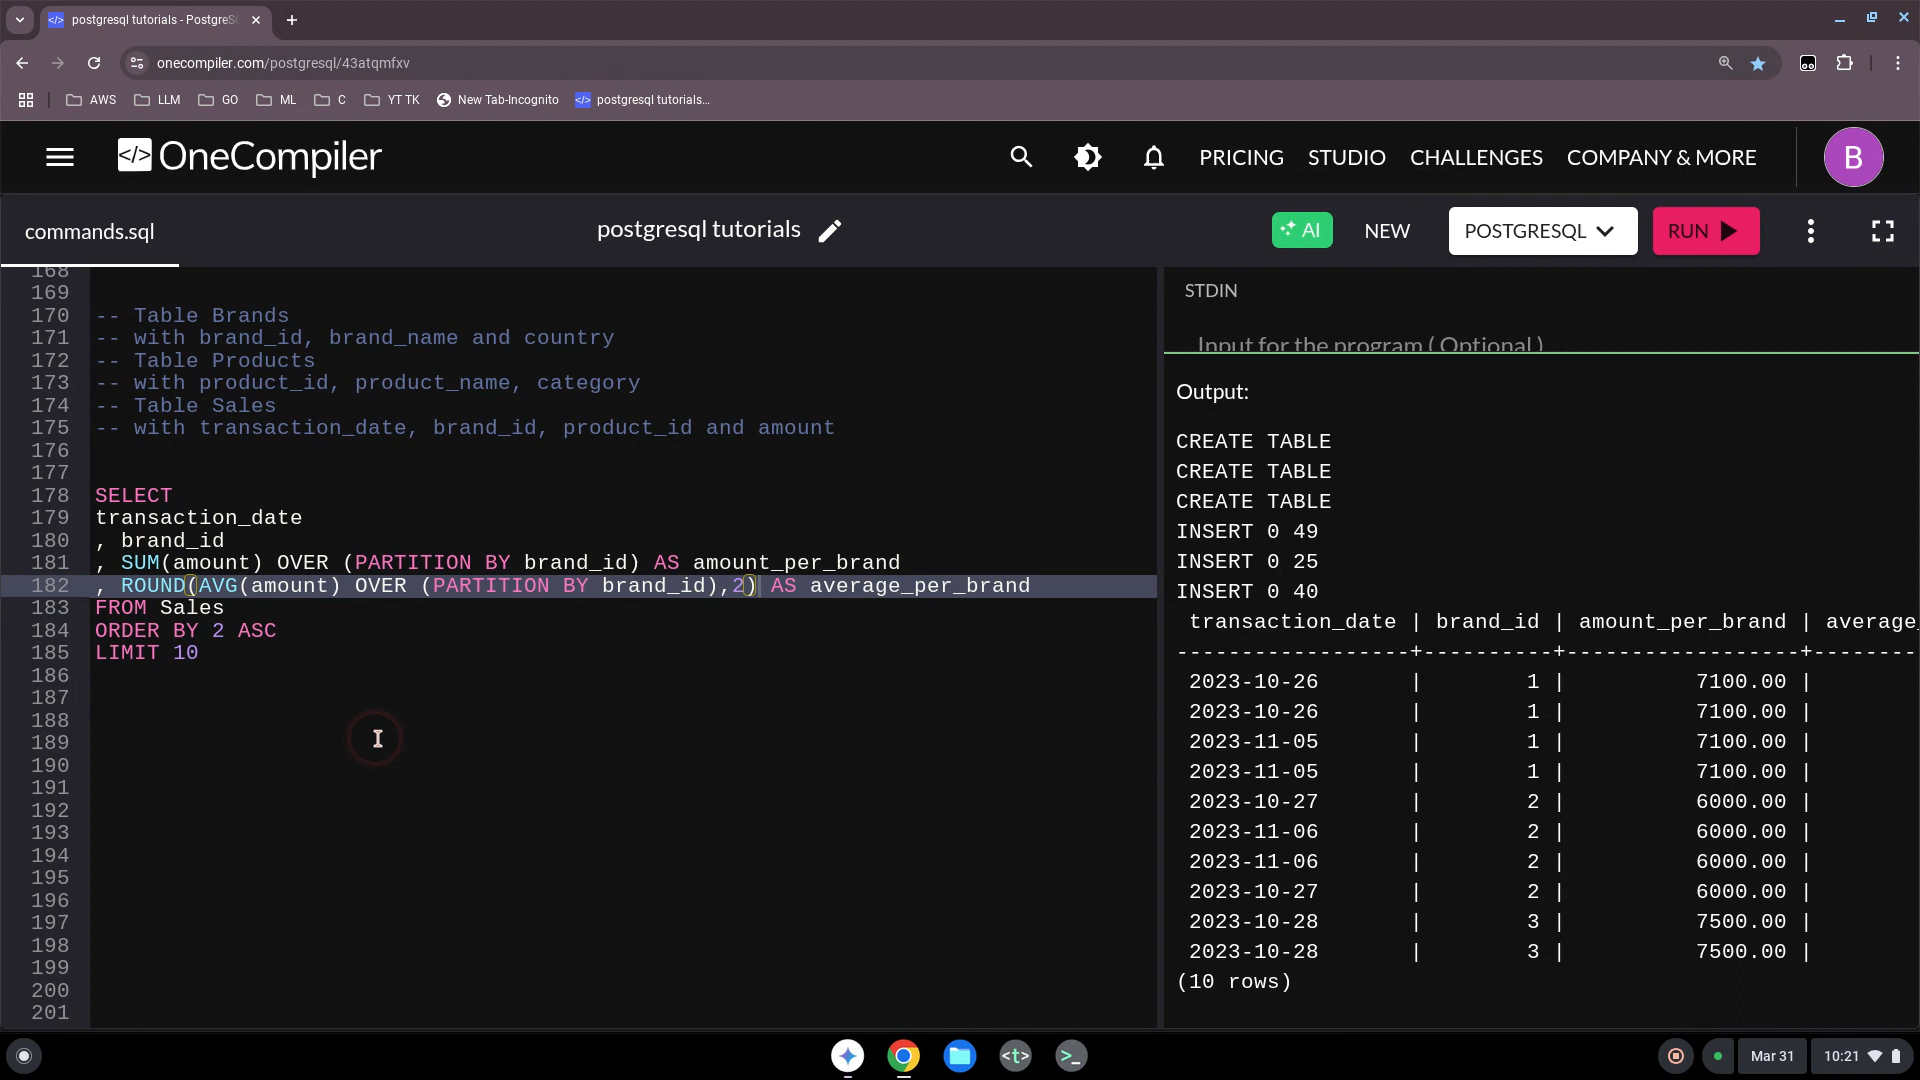 postgresql tutorials - PostgreS
onecompiler.com/postgresql/43atqmfxv
AWS
LLM
GO
ML
C
YT TK
New Tab-Incognito
postgresql tutorials...
</> OneCompiler
PRICING
STUDIO
CHALLENGES
COMPANY & MORE
B
commands.sql
postgresql tutorials
AI
NEW
POSTGRESQL
RUN
168
169
170 -- Table Brands
171 -- with brand_id, brand_name and country
172 -- Table Products
173 -- with product_id, product_name, category
174 -- Table Sales
175 -- with transaction_date, brand_id, product_id and amount
176
177
178 SELECT
179 transaction_date
180 , brand_id
181 , SUM(amount) OVER (PARTITION BY brand_id) AS amount_per_brand
182 , ROUND(AVG(amount) OVER (PARTITION BY brand_id),2) AS average_per_brand
183 FROM Sales
184 ORDER BY 2 ASC
185 LIMIT 10
186
187
188
189
190
191
192
193
194
195
196
197
198
199
200
201
STDIN
Input for the program ( Optional )
Output:
CREATE TABLE
CREATE TABLE
CREATE TABLE
INSERT 0 49
INSERT 0 25
INSERT 0 40
transaction_date | brand_id | amount_per_brand | average_
------------------+----------+------------------+--------
2023-10-26 | 1 | 7100.00 |
2023-10-26 | 1 | 7100.00 |
2023-11-05 | 1 | 7100.00 |
2023-11-05 | 1 | 7100.00 |
2023-10-27 | 2 | 6000.00 |
2023-11-06 | 2 | 6000.00 |
2023-11-06 | 2 | 6000.00 |
2023-10-27 | 2 | 6000.00 |
2023-10-28 | 3 | 7500.00 |
2023-10-28 | 3 | 7500.00 |
(10 rows)
<t>
>_
Mar 31
10:21